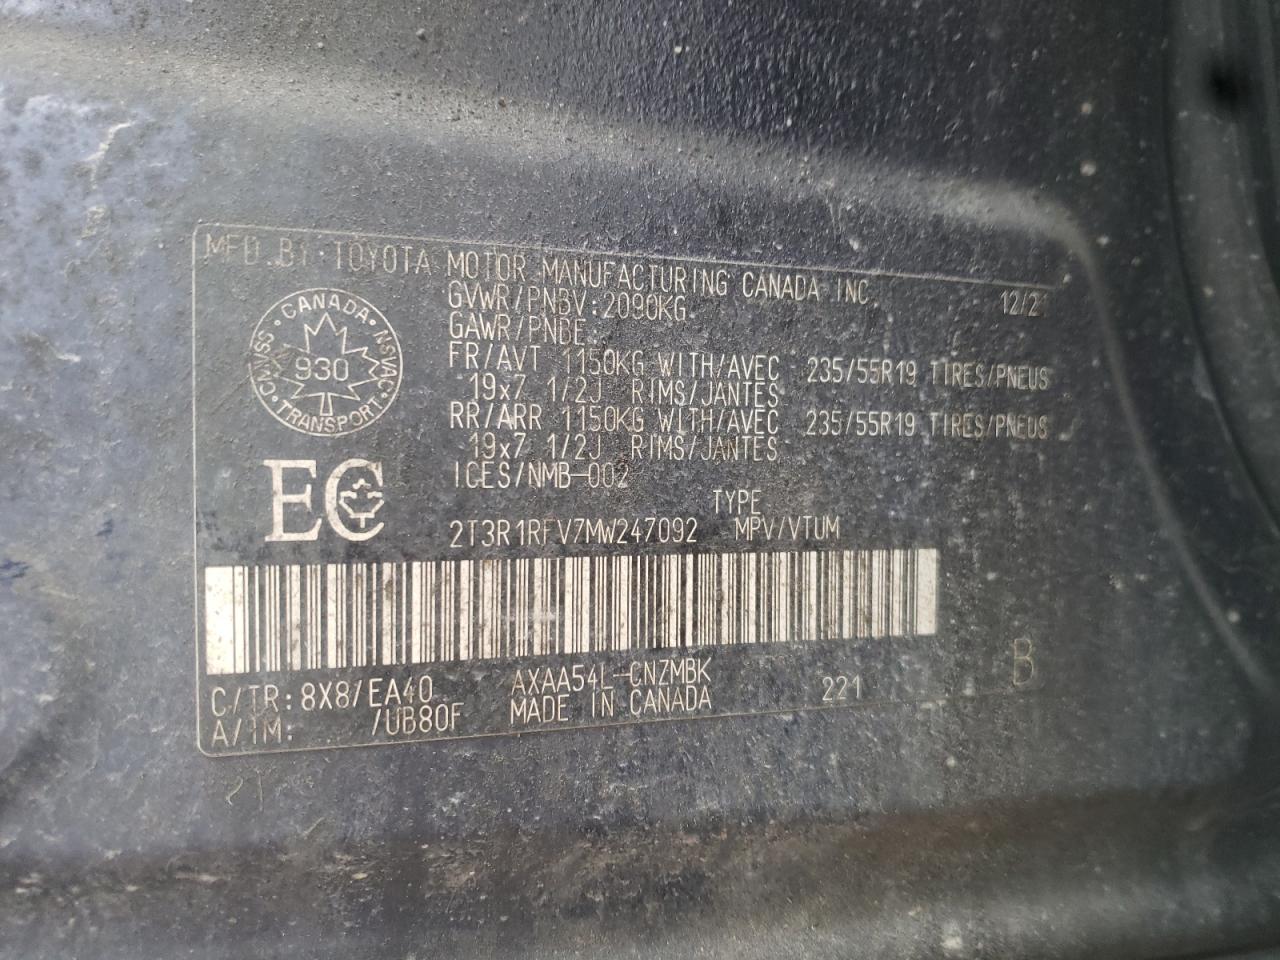 MFD. BY: TOYOTA MOTOR MANUFACTURING CANADA INC. 12/21
GVWR/PNBV: 2090KG
GAWR/PNBE
FR/AVT 1150KG WITH/AVEC 235/55R19 TIRES/PNEUS
19x7 1/2J RIMS/JANTES
RR/ARR 1150KG WITH/AVEC 235/55R19 TIRES/PNEUS
19x7 1/2J RIMS/JANTES
ICES/NMB-002
CANADA
CMVSS NSVAC
930
TRANSPORT
EC
TYPE
2T3R1RFV7MW247092 MPV/VTUM
C/TR: 8X8/EA40 AXAA54L-CNZMBK 221 B
A/TM: /UB80F MADE IN CANADA